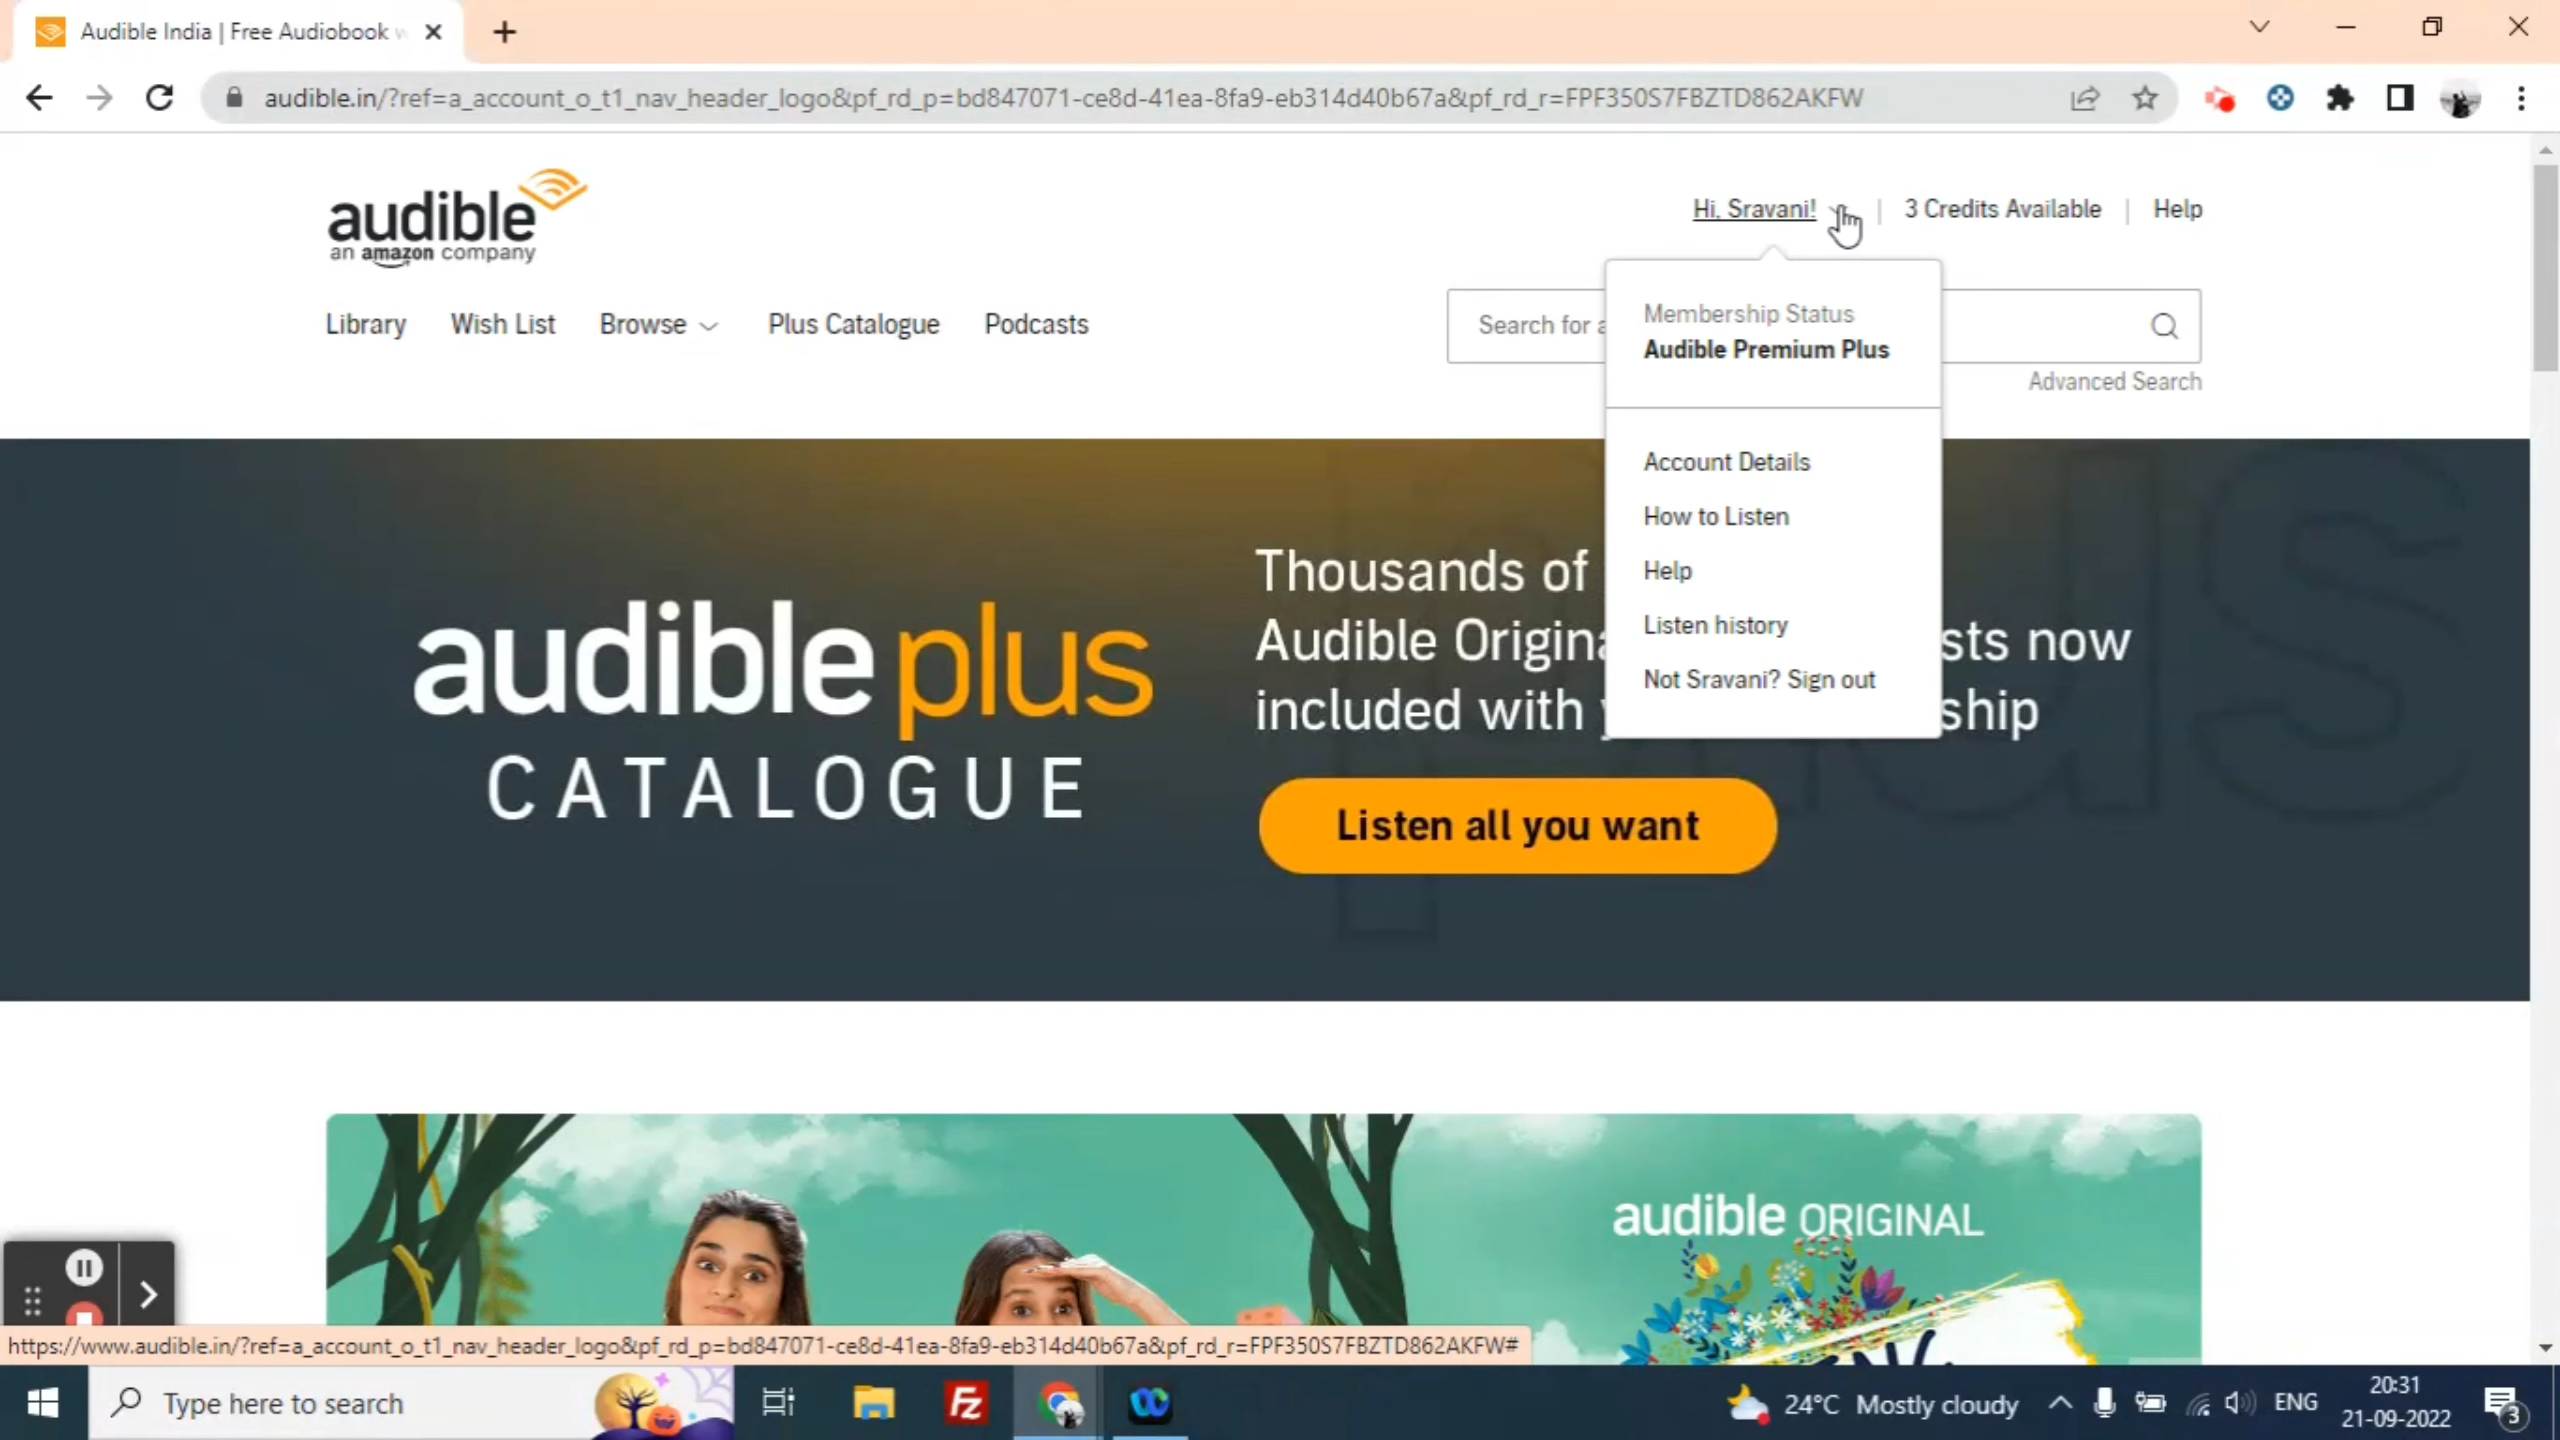 Audible India | Free Audiobook
audible.in/?ref=a_account_o_t1_nav_header_logo&pf_rd_p=bd847071-ce8d-41ea-8fa9-eb314d40b67a&pf_rd_r=FPF350S7FBZTD862AKFW
audible
an amazon company
Hi, Sravani! | 3 Credits Available | Help
Library Wish List Browse Plus Catalogue Podcasts
Search for a
Advanced Search
Membership Status
Audible Premium Plus
Account Details
How to Listen
Help
Listen history
Not Sravani? Sign out
audible plus
CATALOGUE
Thousands of
Audible Origina sts now
included with ship
Listen all you want
plus
audible ORIGINAL
https://www.audible.in/?ref=a_account_o_t1_nav_header_logo&pf_rd_p=bd847071-ce8d-41ea-8fa9-eb314d40b67a&pf_rd_r=FPF350S7FBZTD862AKFW#
Type here to search
Fz
24°C Mostly cloudy
ENG
20:31
21-09-2022
3